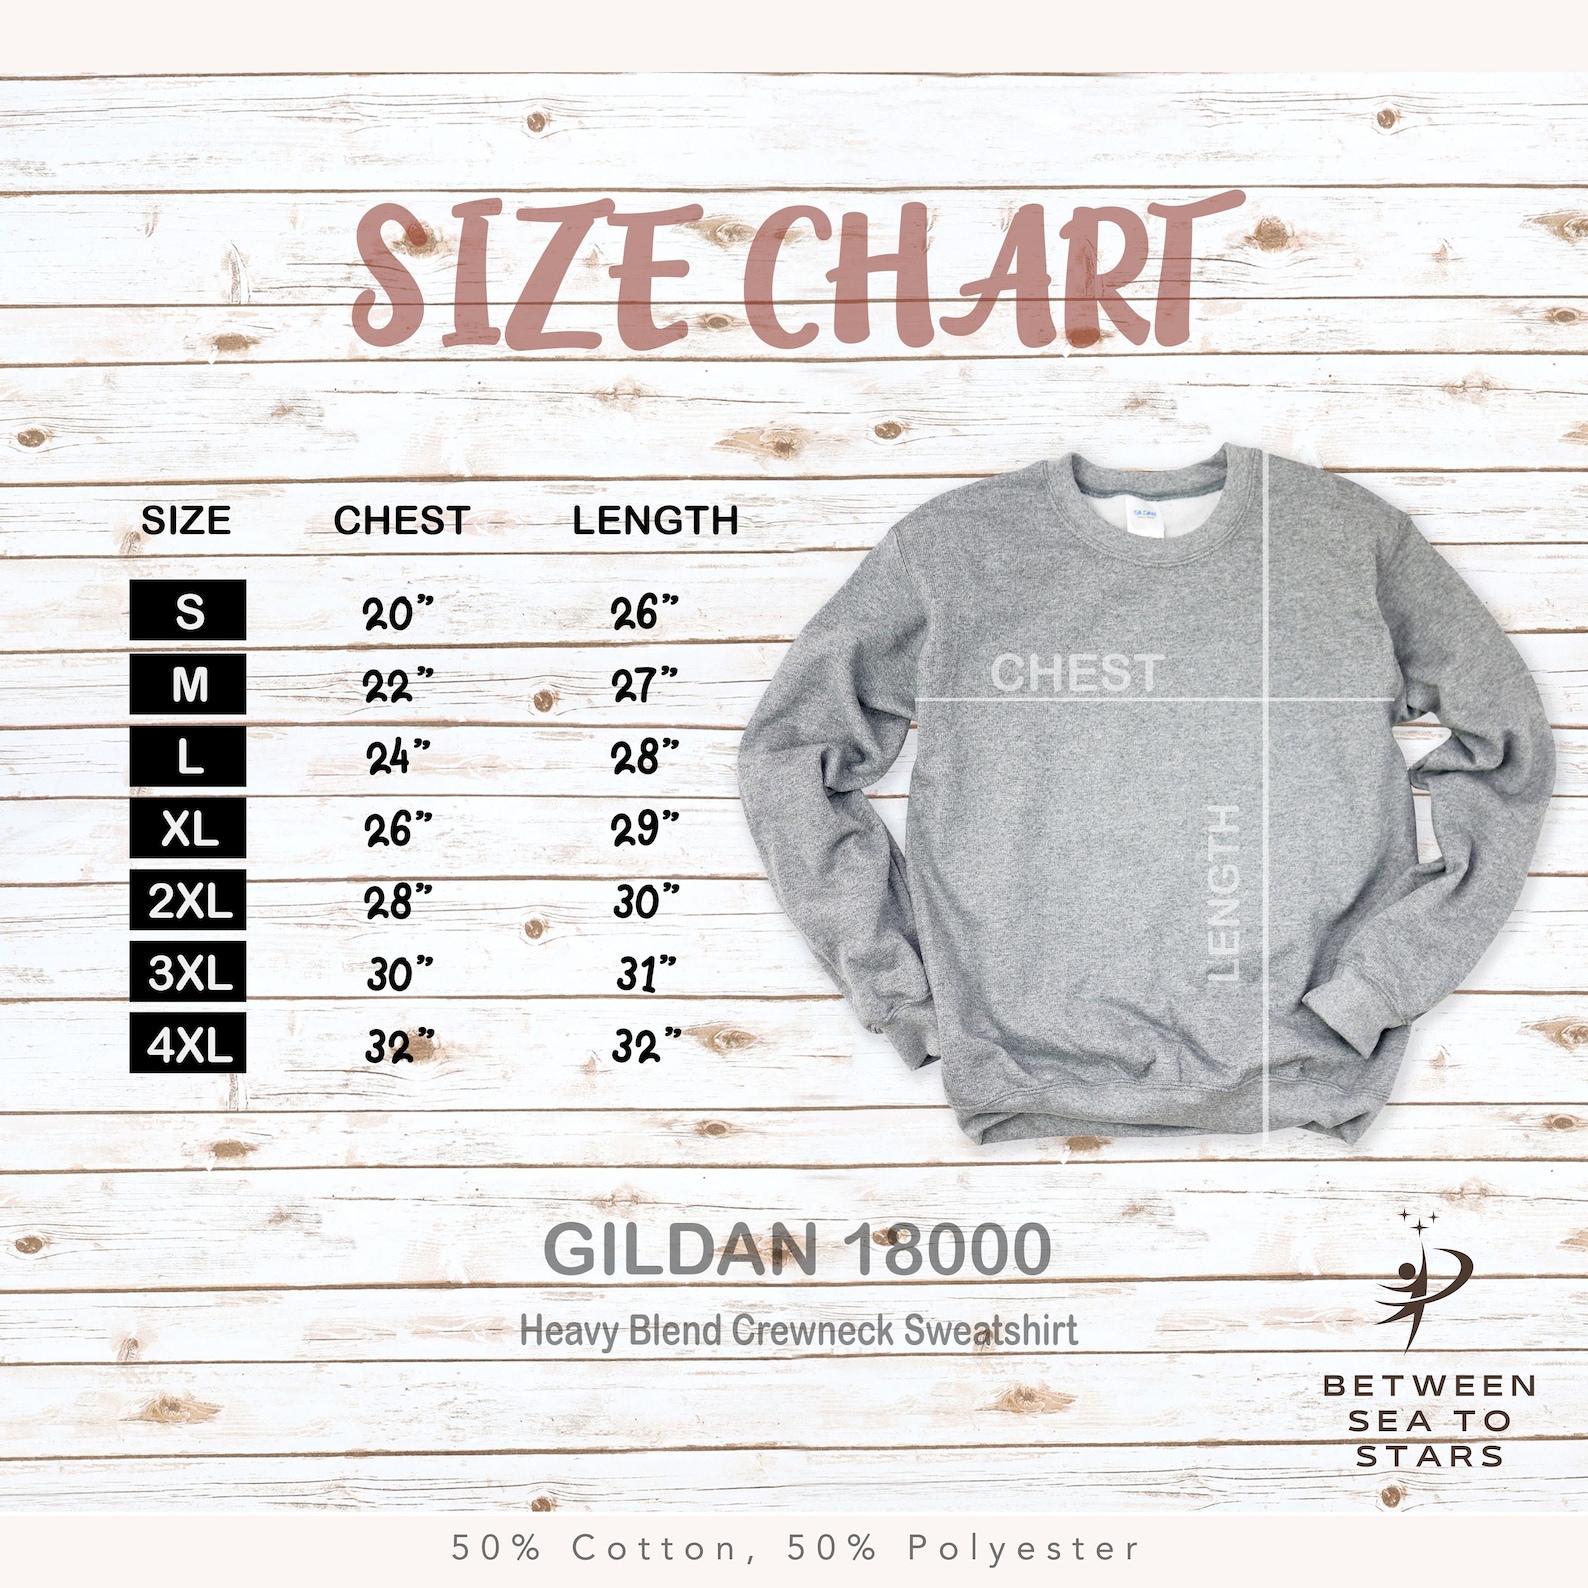 SIZE CHART
SIZE CHEST LENGTH
S 20” 26”
M 22” 27”
L 24” 28”
XL 26” 29”
2XL 28” 30”
3XL 30” 31”
4XL 32” 32”
GILDAN
CHEST
LENGTH
GILDAN 18000
Heavy Blend Crewneck Sweatshirt
BETWEEN
SEA TO
STARS
50% Cotton, 50% Polyester